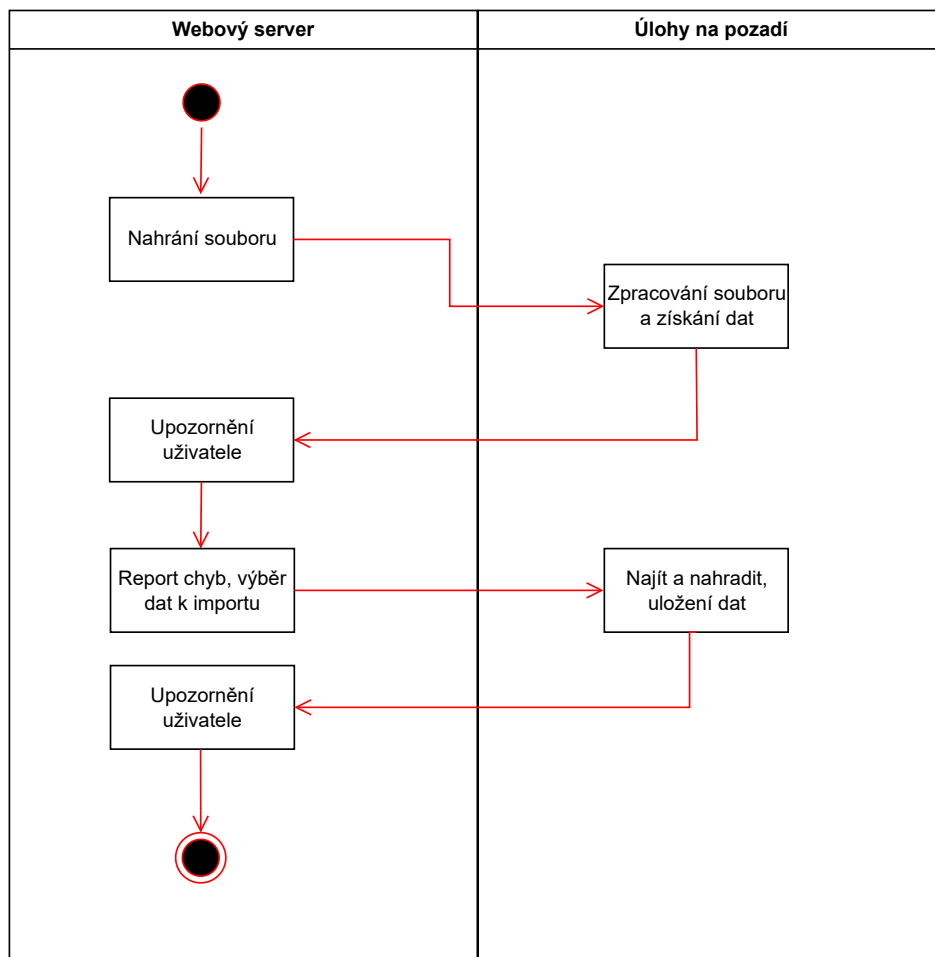 Webový server
Úlohy na pozadí
Nahrání souboru
Zpracování souboru
a získání dat
Upozornění
uživatele
Report chyb, výběr
dat k importu
Najít a nahradit,
uložení dat
Upozornění
uživatele